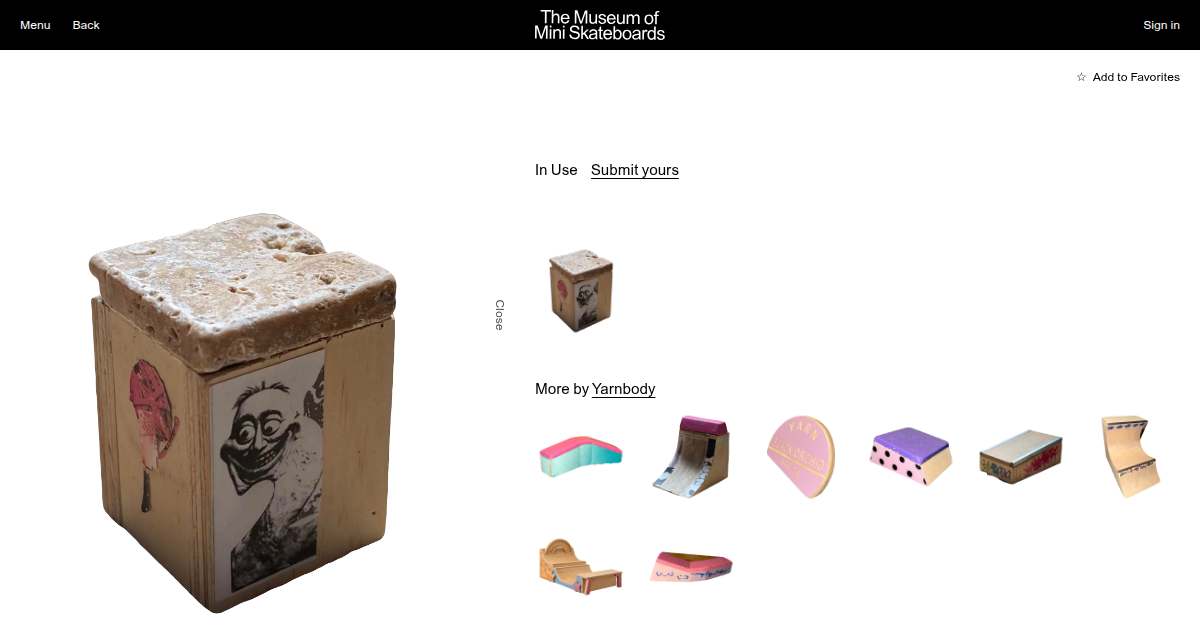 Menu
Back
The Museum of
Mini Skateboards
Sign in
☆ Add to Favorites
In Use
Submit yours
Close
More by Yarnbody
YARN